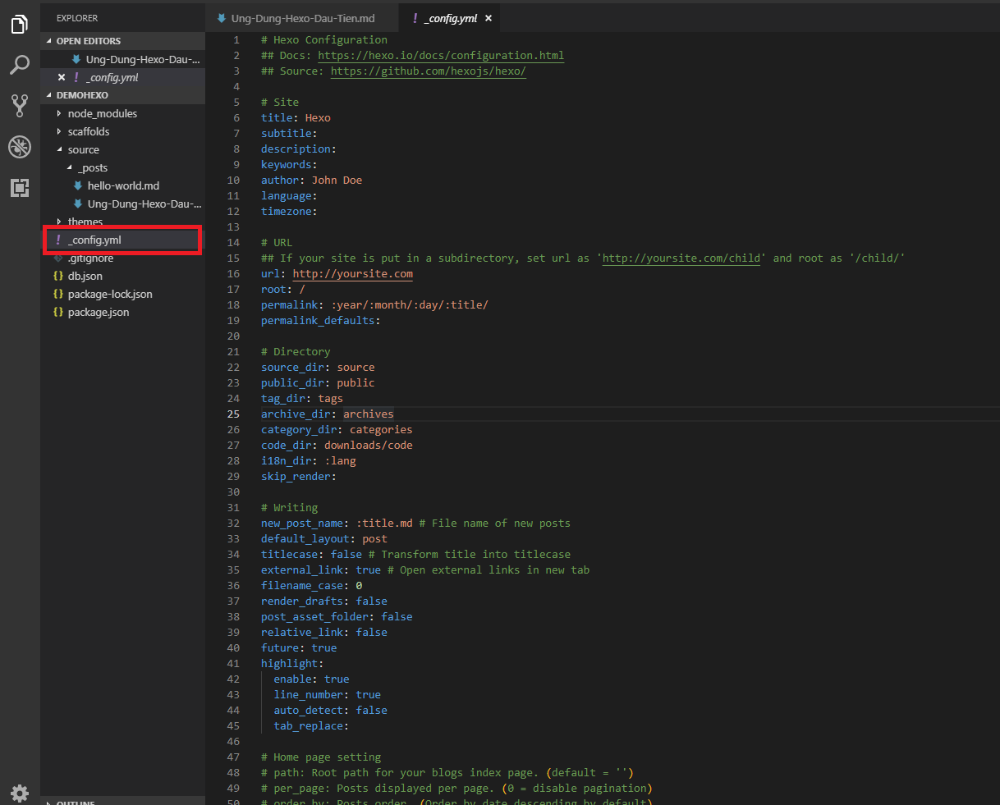 EXPLORER
OPEN EDITORS
Ung-Dung-Hexo-Dau-...
_config.yml
DEMOHEXO
node_modules
scaffolds
source
_posts
hello-world.md
Ung-Dung-Hexo-Dau-...
themes
_config.yml
.gitignore
db.json
package-lock.json
package.json
OUTLINE
Ung-Dung-Hexo-Dau-Tien.md
_config.yml
1 # Hexo Configuration
2 ## Docs: https://hexo.io/docs/configuration.html
3 ## Source: https://github.com/hexojs/hexo/
4
5 # Site
6 title: Hexo
7 subtitle:
8 description:
9 keywords:
10 author: John Doe
11 language:
12 timezone:
13
14 # URL
15 ## If your site is put in a subdirectory, set url as 'http://yoursite.com/child' and root as '/child/'
16 url: http://yoursite.com
17 root: /
18 permalink: :year/:month/:day/:title/
19 permalink_defaults:
20
21 # Directory
22 source_dir: source
23 public_dir: public
24 tag_dir: tags
25 archive_dir: archives
26 category_dir: categories
27 code_dir: downloads/code
28 i18n_dir: :lang
29 skip_render:
30
31 # Writing
32 new_post_name: :title.md # File name of new posts
33 default_layout: post
34 titlecase: false # Transform title into titlecase
35 external_link: true # Open external links in new tab
36 filename_case: 0
37 render_drafts: false
38 post_asset_folder: false
39 relative_link: false
40 future: true
41 highlight:
42 enable: true
43 line_number: true
44 auto_detect: false
45 tab_replace:
46
47 # Home page setting
48 # path: Root path for your blogs index page. (default = '')
49 # per_page: Posts displayed per page. (0 = disable pagination)
50 # order_by: Posts order. (Order by date descending by default)